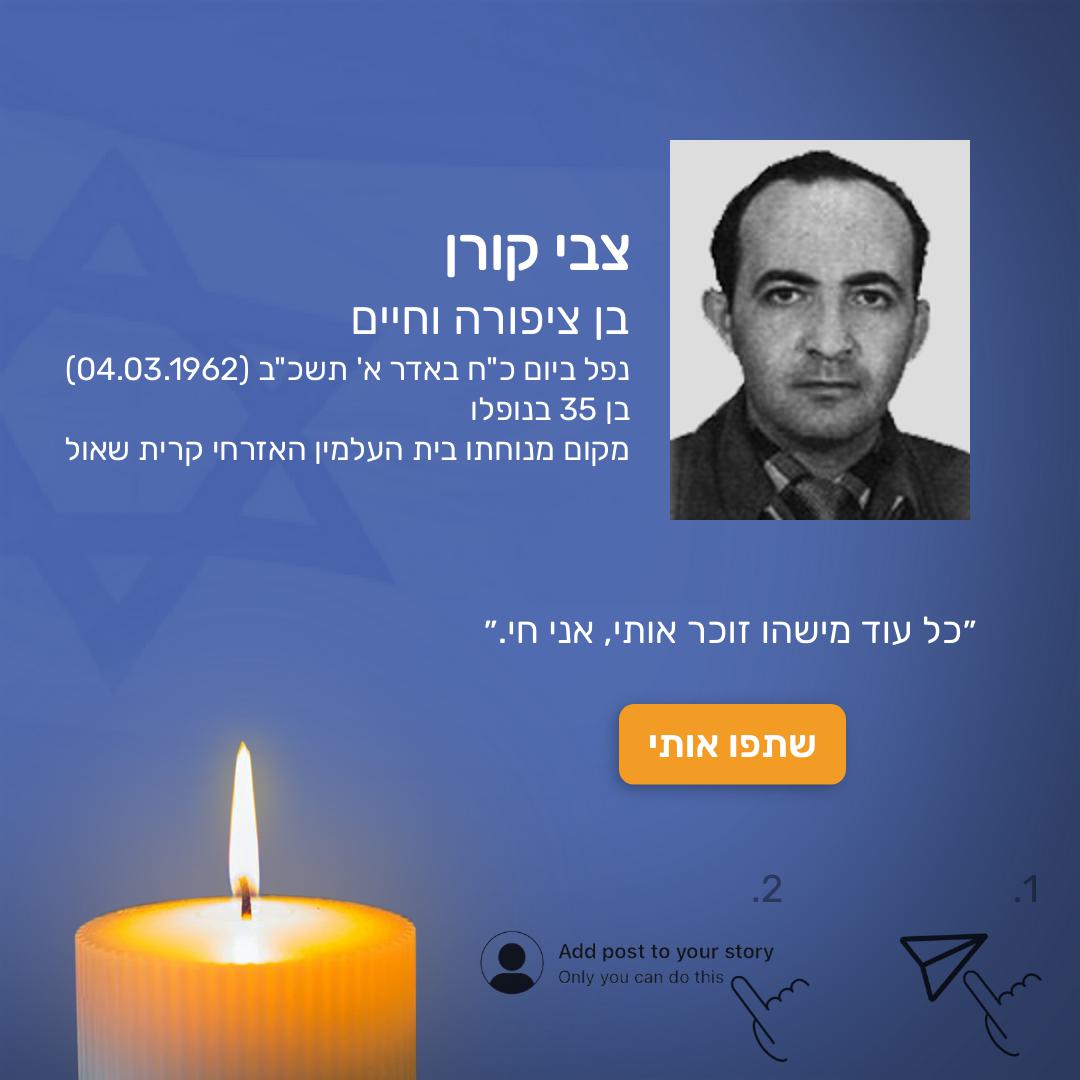 צבי קורן
בן ציפורה וחיים
נפל ביום כ"ח באדר א' תשכ"ב (04.03.1962)
בן 35 בנופלו
מקום מנוחתו בית העלמין האזרחי קרית שאול
״כל עוד מישהו זוכר אותי, אני חי.״
שתפו אותי
.1
.2
Add post to your story
Only you can do this